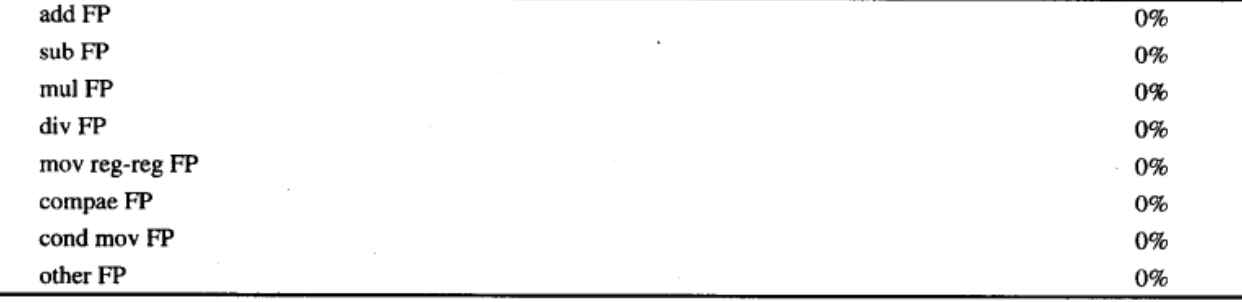 add FP 0%
sub FP 0%
mul FP 0%
div FP 0%
mov reg-reg FP 0%
compae FP 0%
cond mov FP 0%
other FP 0%